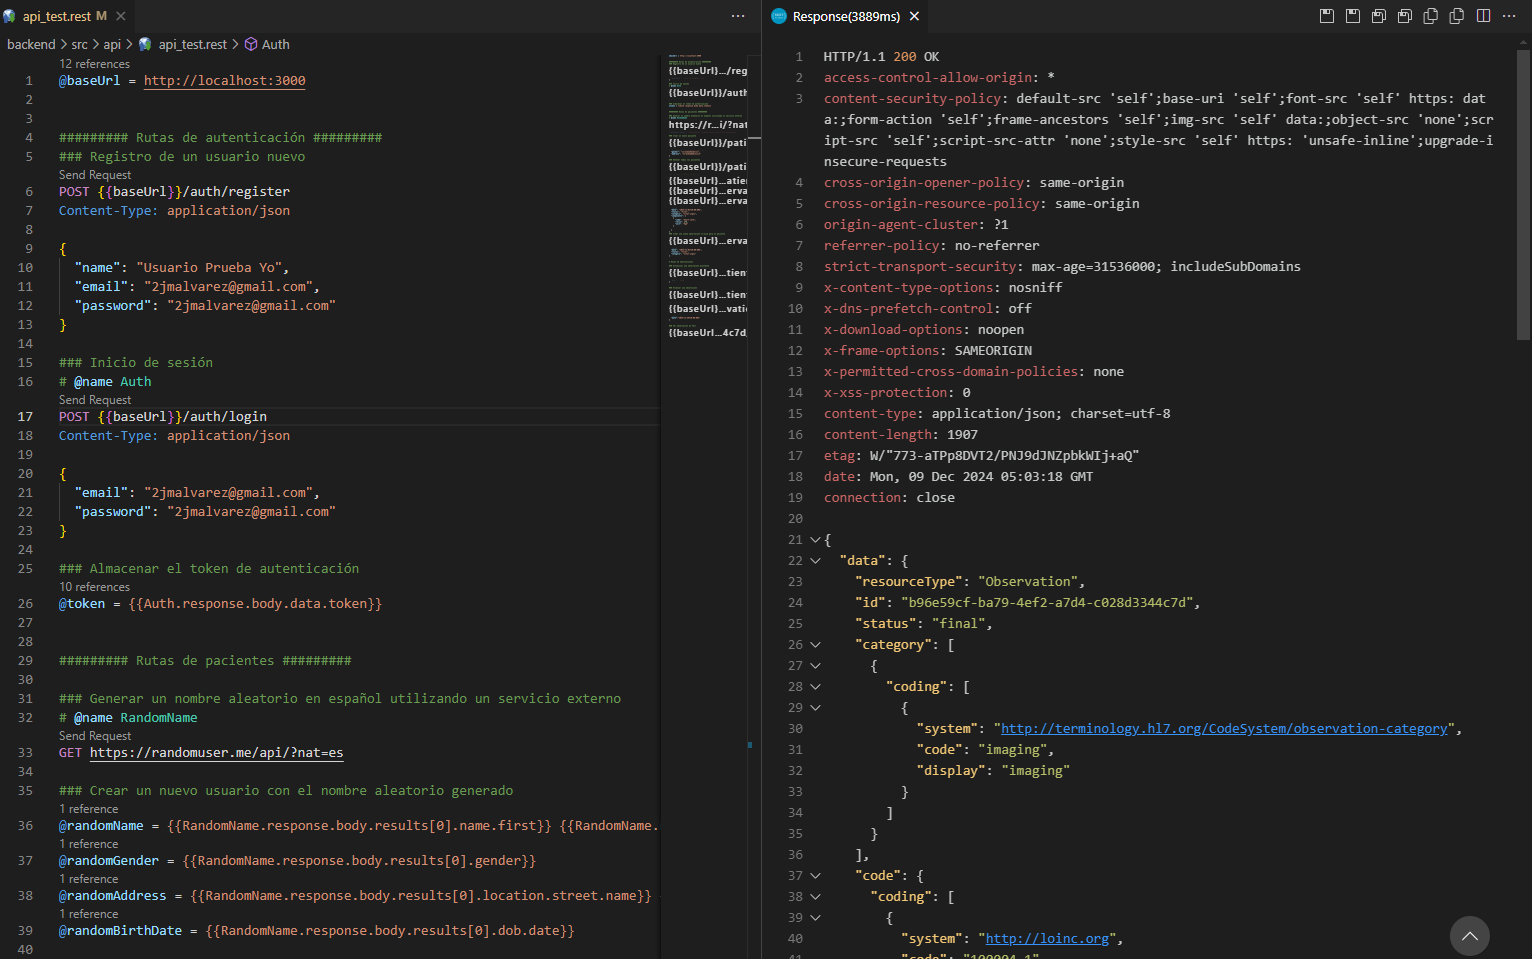 api_test.rest M
backend > src > api > api_test.rest > Auth
12 references
1 @baseUrl = http://localhost:3000
2
3
4 ######### Rutas de autenticación #########
5 ### Registro de un usuario nuevo
Send Request
6 POST {{baseUrl}}/auth/register
7 Content-Type: application/json
8
9 {
10 "name": "Usuario Prueba Yo",
11 "email": "2jmalvarez@gmail.com",
12 "password": "2jmalvarez@gmail.com"
13 }
14
15 ### Inicio de sesión
16 # @name Auth
Send Request
17 POST {{baseUrl}}/auth/login
18 Content-Type: application/json
19
20 {
21 "email": "2jmalvarez@gmail.com",
22 "password": "2jmalvarez@gmail.com"
23 }
24
25 ### Almacenar el token de autenticación
10 references
26 @token = {{Auth.response.body.data.token}}
27
28
29 ######### Rutas de pacientes #########
30
31 ### Generar un nombre aleatorio en español utilizando un servicio externo
32 # @name RandomName
Send Request
33 GET https://randomuser.me/api/?nat=es
34
35 ### Crear un nuevo usuario con el nombre aleatorio generado
1 reference
36 @randomName = {{RandomName.response.body.results[0].name.first}} {{RandomName.
1 reference
37 @randomGender = {{RandomName.response.body.results[0].gender}}
1 reference
38 @randomAddress = {{RandomName.response.body.results[0].location.street.name}}
1 reference
39 @randomBirthDate = {{RandomName.response.body.results[0].dob.date}}
40
{{baseUrl}…/reg
{{baseUrl}}/auth
https://r…i/?nat
{{baseUrl}}/pati
{{baseUrl}}/pati
{{baseUrl}…atien
{{baseUrl}…erva
{{baseUrl}…erva
{{baseUrl}…erva
{{baseUrl}…tien
{{baseUrl}…tien
{{baseUrl}…vatio
{{baseUrl…4c7d
Response(3889ms)
1 HTTP/1.1 200 OK
2 access-control-allow-origin: *
3 content-security-policy: default-src 'self';base-uri 'self';font-src 'self' https: dat
a:;form-action 'self';frame-ancestors 'self';img-src 'self' data:;object-src 'none';scr
ipt-src 'self';script-src-attr 'none';style-src 'self' https: 'unsafe-inline';upgrade-i
nsecure-requests
4 cross-origin-opener-policy: same-origin
5 cross-origin-resource-policy: same-origin
6 origin-agent-cluster: ?1
7 referrer-policy: no-referrer
8 strict-transport-security: max-age=31536000; includeSubDomains
9 x-content-type-options: nosniff
10 x-dns-prefetch-control: off
11 x-download-options: noopen
12 x-frame-options: SAMEORIGIN
13 x-permitted-cross-domain-policies: none
14 x-xss-protection: 0
15 content-type: application/json; charset=utf-8
16 content-length: 1907
17 etag: W/"773-aTPp8DVT2/PNJ9dJNZpbkWIj+aQ"
18 date: Mon, 09 Dec 2024 05:03:18 GMT
19 connection: close
20
21 {
22 "data": {
23 "resourceType": "Observation",
24 "id": "b96e59cf-ba79-4ef2-a7d4-c028d3344c7d",
25 "status": "final",
26 "category": [
27 {
28 "coding": [
29 {
30 "system": "http://terminology.hl7.org/CodeSystem/observation-category",
31 "code": "imaging",
32 "display": "imaging"
33 }
34 ]
35 }
36 ],
37 "code": {
38 "coding": [
39 {
40 "system": "http://loinc.org",
41 "code": "100004-1"